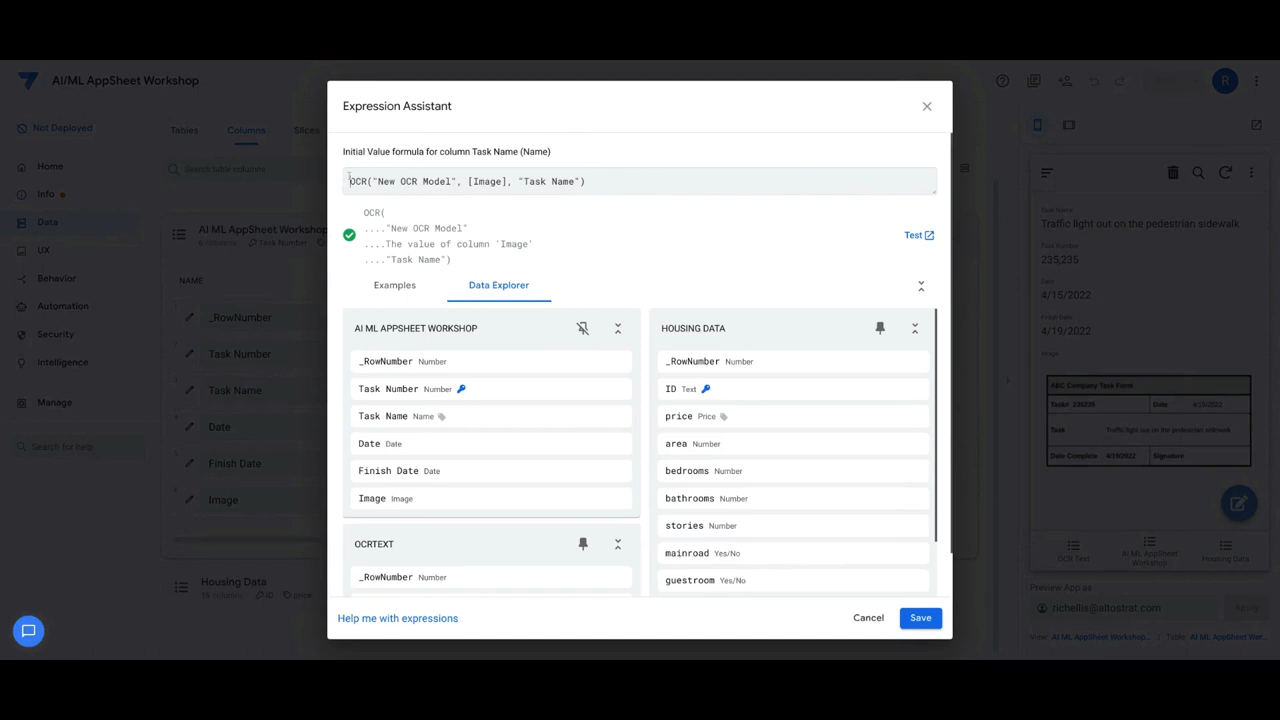 AI/ML AppSheet Workshop
R
Not Deployed
Home
Info
Data
UX
Behavior
Automation
Security
Intelligence
Manage
Search for help
Tables
Columns
Slices
Search table columns
AI ML AppSheet Workshop
Task Number
NAME
_RowNumber
Task Number
Task Name
Date
Finish Date
Image
Housing Data
ID
price
Expression Assistant
Initial Value formula for column Task Name (Name)
OCR("New OCR Model", [Image], "Task Name")
OCR(
...."New OCR Model"
....The value of column 'Image'
...."Task Name")
Test
Examples
Data Explorer
AI ML APPSHEET WORKSHOP
_RowNumber Number
Task Number Number
Task Name Name
Date Date
Finish Date Date
Image Image
OCRTEXT
_RowNumber Number
HOUSING DATA
_RowNumber Number
ID Text
price Price
area Number
bedrooms Number
bathrooms Number
stories Number
mainroad Yes/No
guestroom Yes/No
Help me with expressions
Cancel
Save
Task Name
Traffic light out on the pedestrian sidewalk
Task Number
235,235
Date
4/15/2022
Finish Date
4/19/2022
Image
ABC Company Task Form
Task# 235235 Date 4/15/2022
Task Traffic light out on the pedestrian sidewalk
Date Complete 4/19/2022 Signature
OCR Text
AI ML AppSheet
Workshop
Housing Data
Preview App as
richellis@altostrat.com
Apply
View: AI ML AppSheet Workshop... | Table: AI ML AppSheet Wor...